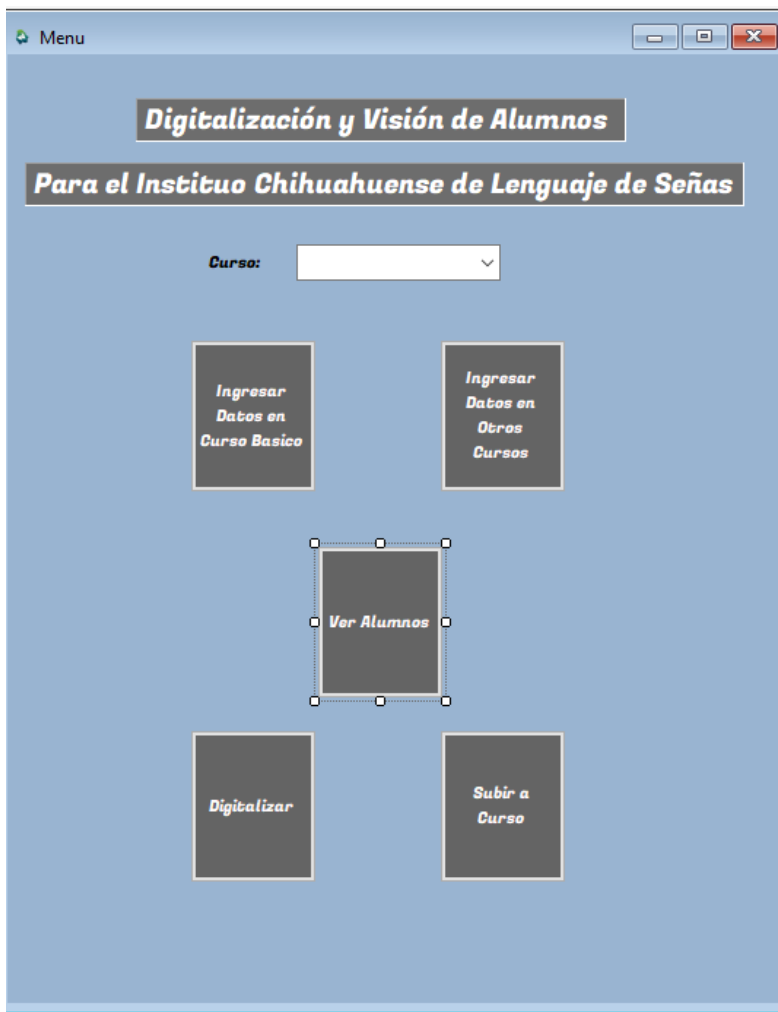 Menu
Digitalización y Visión de Alumnos
Para el Instituo Chihuahuense de Lenguaje de Señas
Curso:
Ingresar
Datos en
Curso Basico
Ingresar
Datos en
Otros
Cursos
Ver Alumnos
Digitalizar
Subir a
Curso